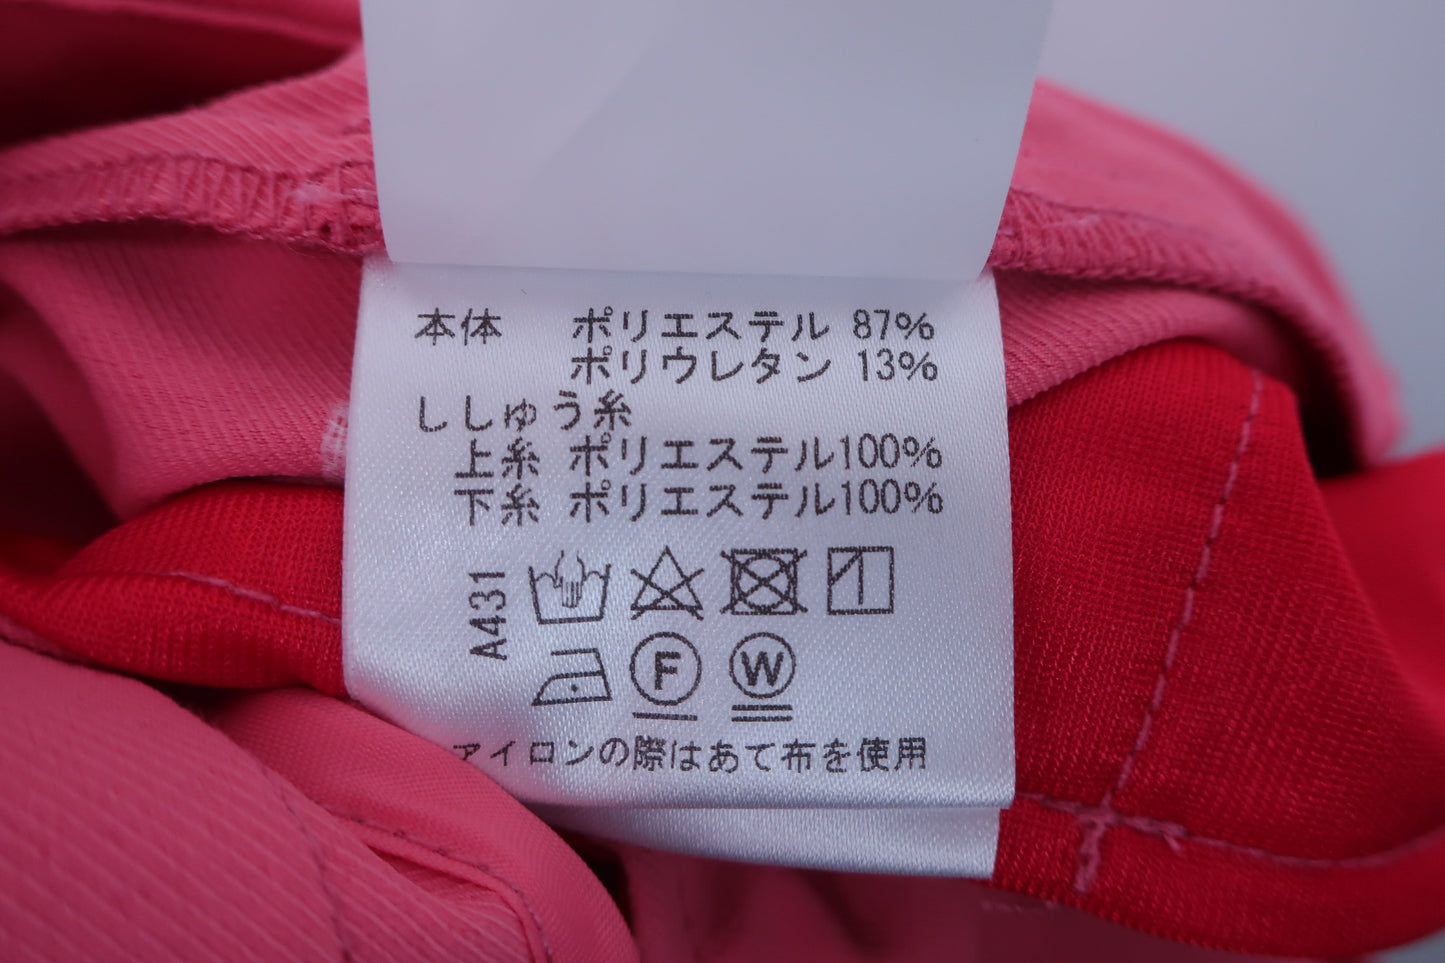 本体 ポリエステル 87%
ポリウレタン 13%
ししゅう糸
上糸 ポリエステル100%
下糸 ポリエステル100%
A431
F W
アイロンの際はあて布を使用